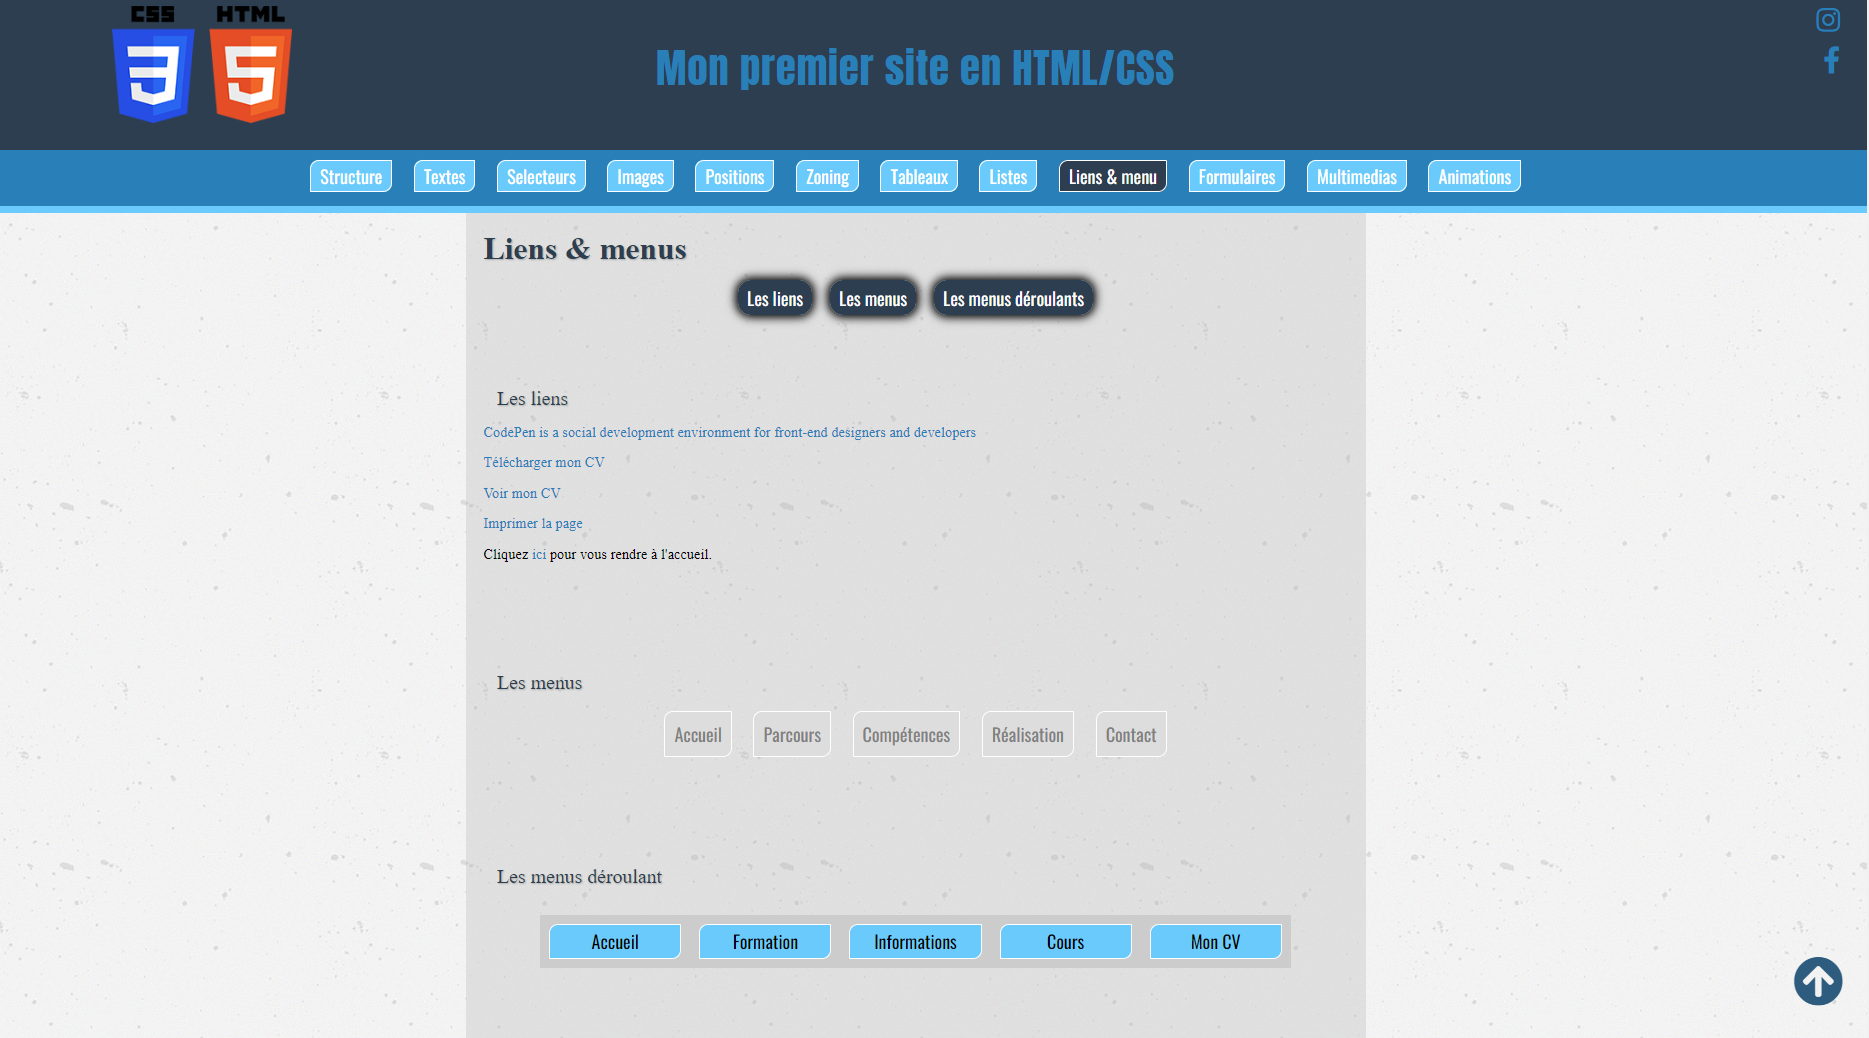 CSS HTML
Mon premier site en HTML/CSS
Structure Textes Selecteurs Images Positions Zoning Tableaux Listes Liens & menu Formulaires Multimedias Animations
Liens & menus
Les liens Les menus Les menus déroulants
Les liens
CodePen is a social development environment for front-end designers and developers
Télécharger mon CV
Voir mon CV
Imprimer la page
Cliquez ici pour vous rendre à l'accueil.
Les menus
Accueil Parcours Compétences Réalisation Contact
Les menus déroulant
Accueil Formation Informations Cours Mon CV